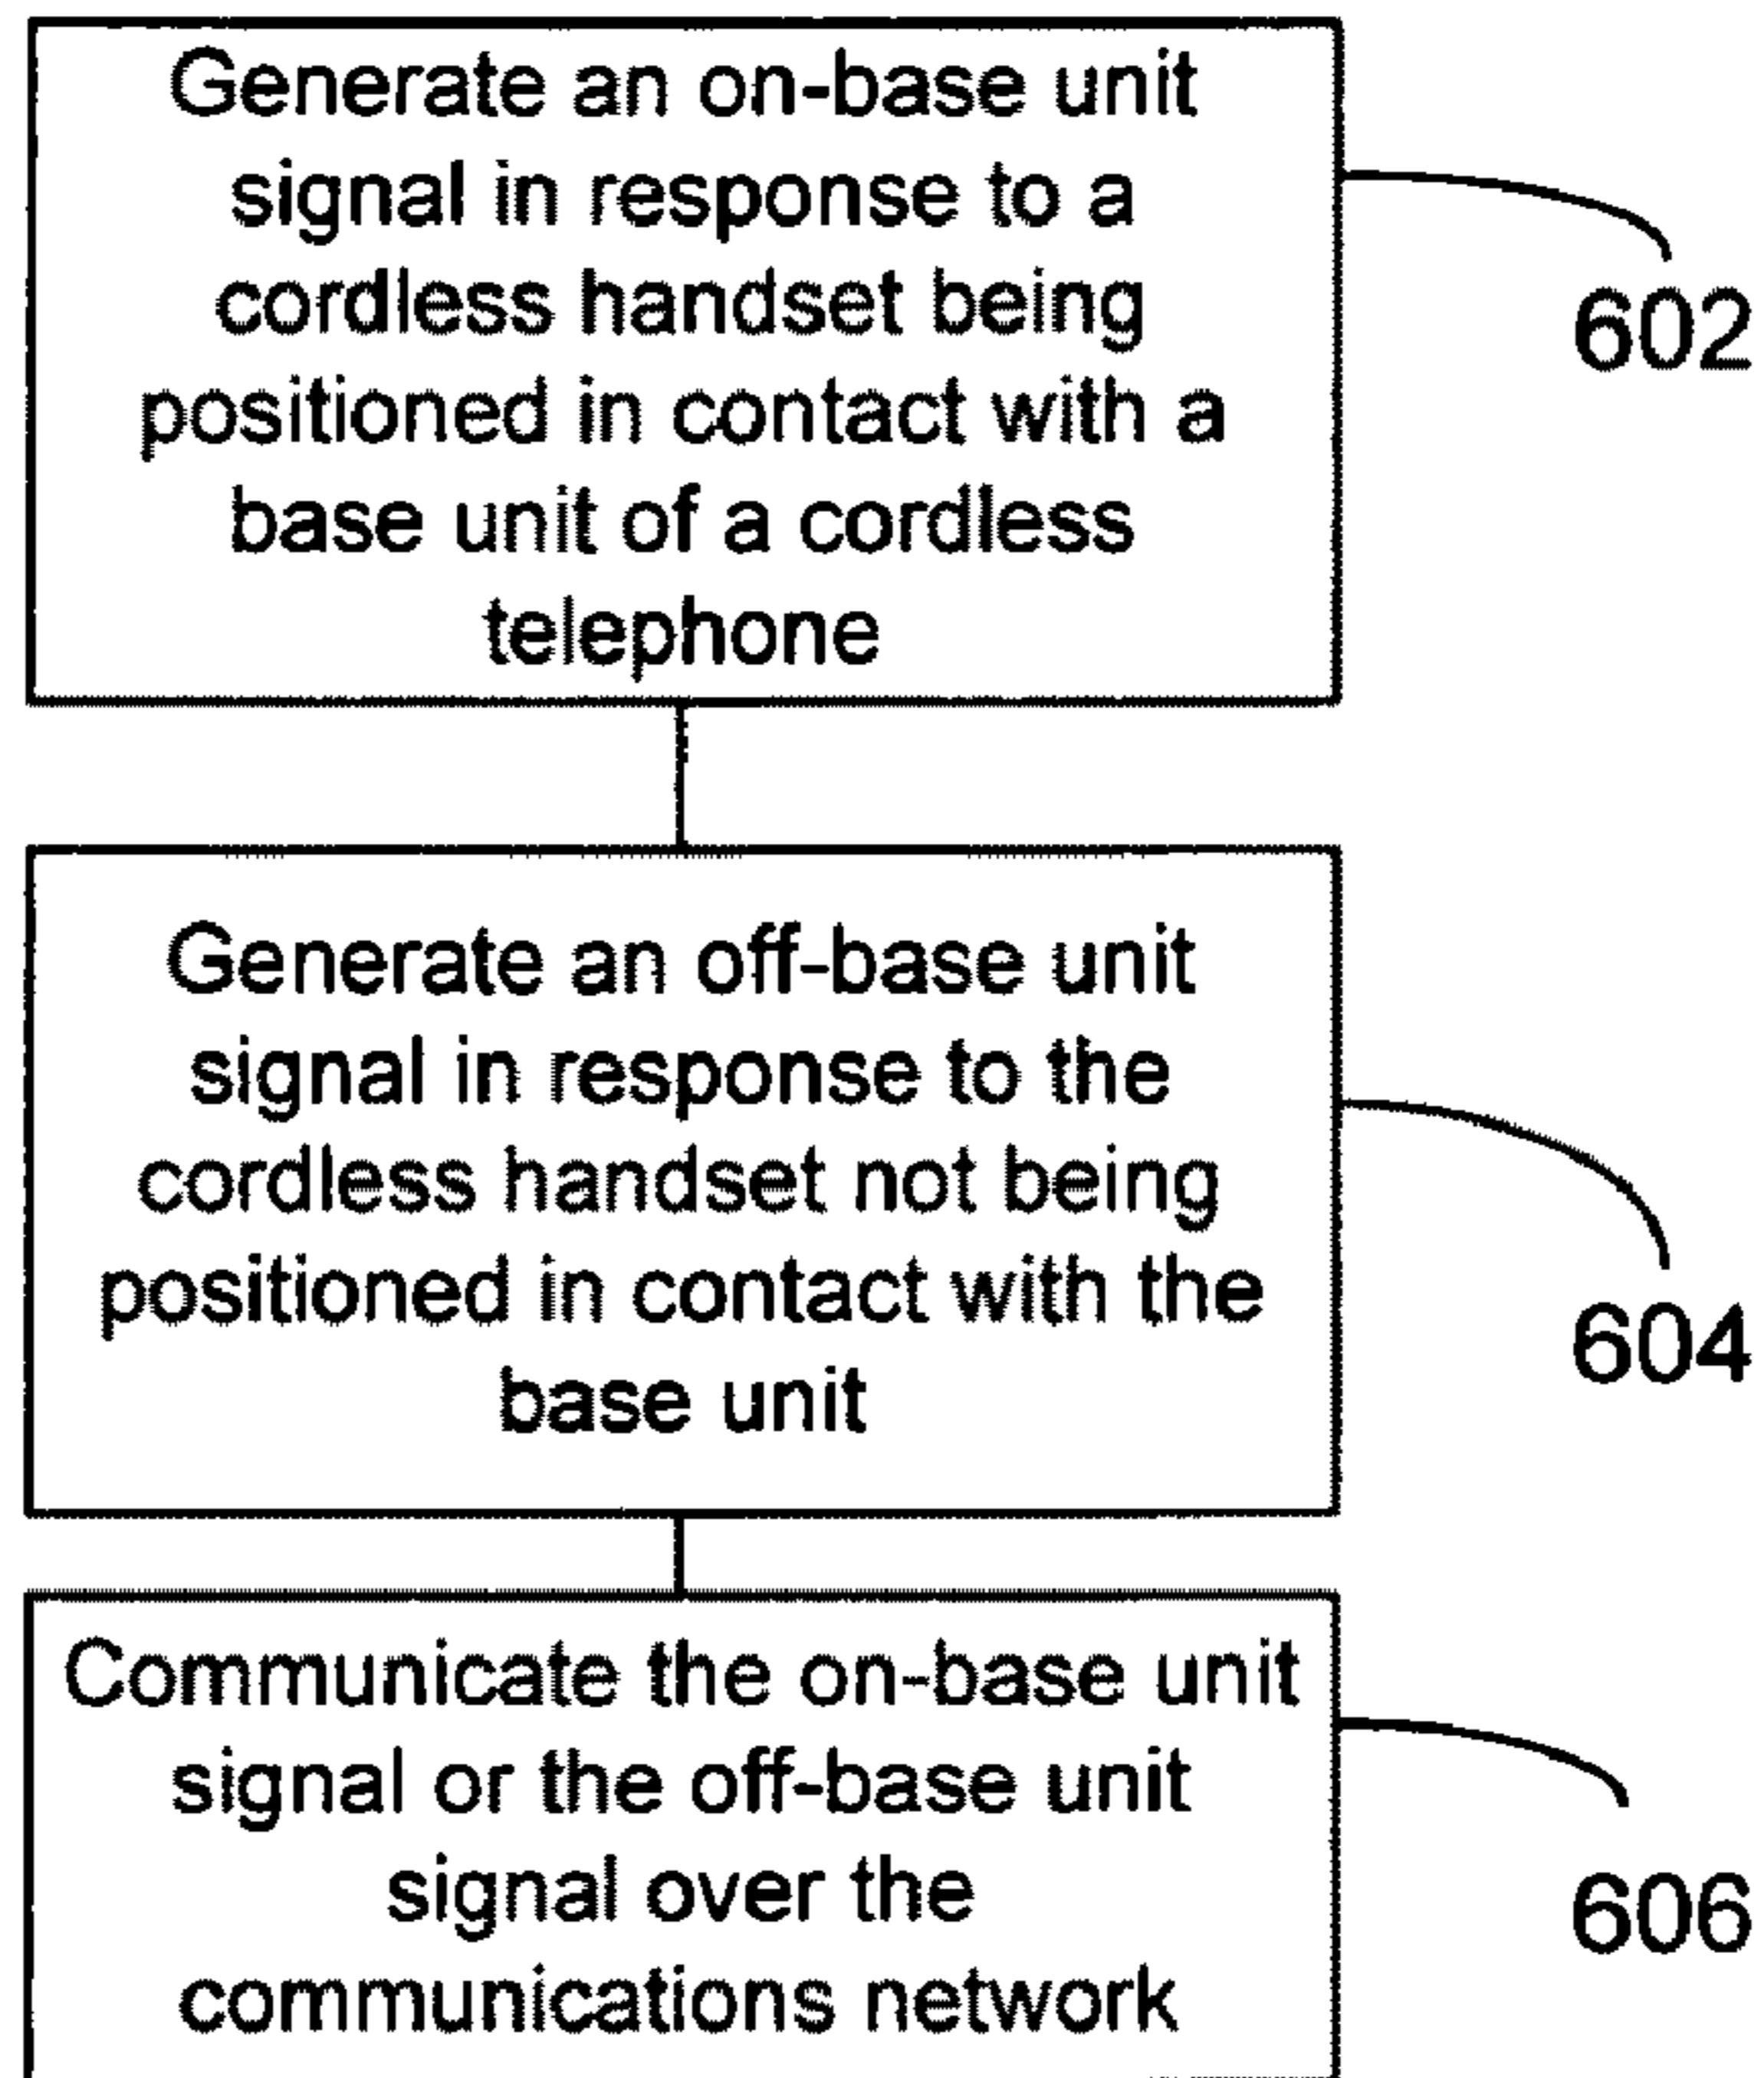 Generate an on-base unit
signal in response to a
cordless handset being
positioned in contact with a
base unit of a cordless
telephone
602
Generate an off-base unit
signal in response to the
cordless handset not being
positioned in contact with the
base unit
604
Communicate the on-base unit
signal or the off-base unit
signal over the
communications network
606